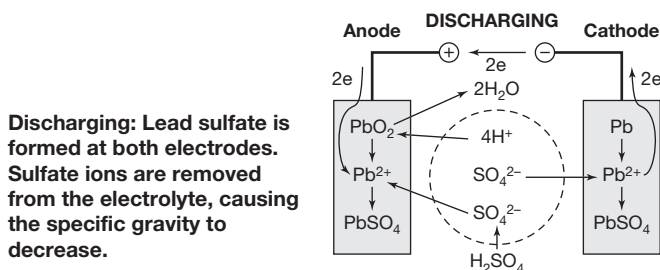 DISCHARGING
Anode
Cathode
+
−
2e
2e
2e
2H₂O
PbO₂
4H⁺
Pb
Pb²⁺
SO₄²⁻
Pb²⁺
PbSO₄
SO₄²⁻
PbSO₄
H₂SO₄
Discharging: Lead sulfate is
formed at both electrodes.
Sulfate ions are removed
from the electrolyte, causing
the specific gravity to
decrease.